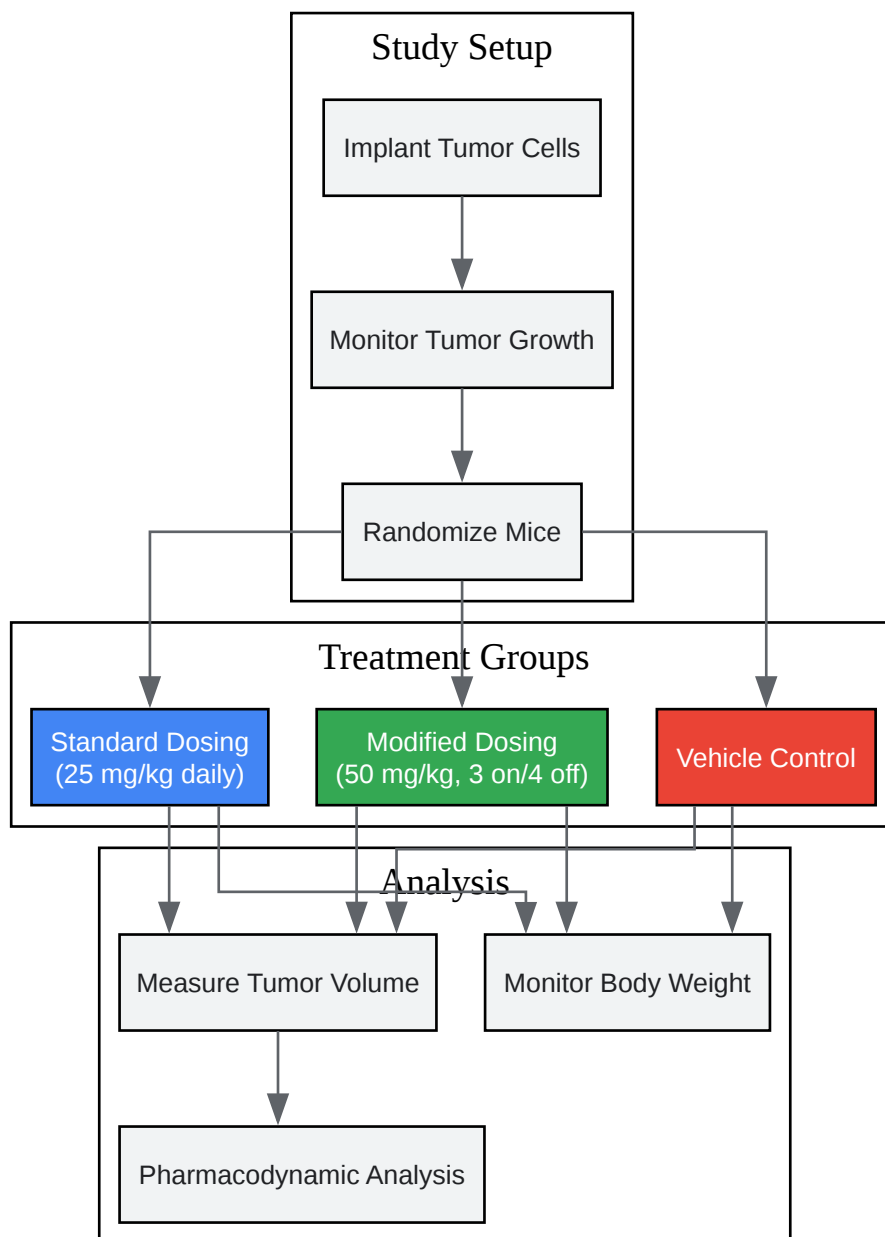 Study Setup
Implant Tumor Cells
Monitor Tumor Growth
Randomize Mice
Treatment Groups
Standard Dosing
(25 mg/kg daily)
Modified Dosing
(50 mg/kg, 3 on/4 off)
Vehicle Control
Analysis
Measure Tumor Volume
Monitor Body Weight
Pharmacodynamic Analysis